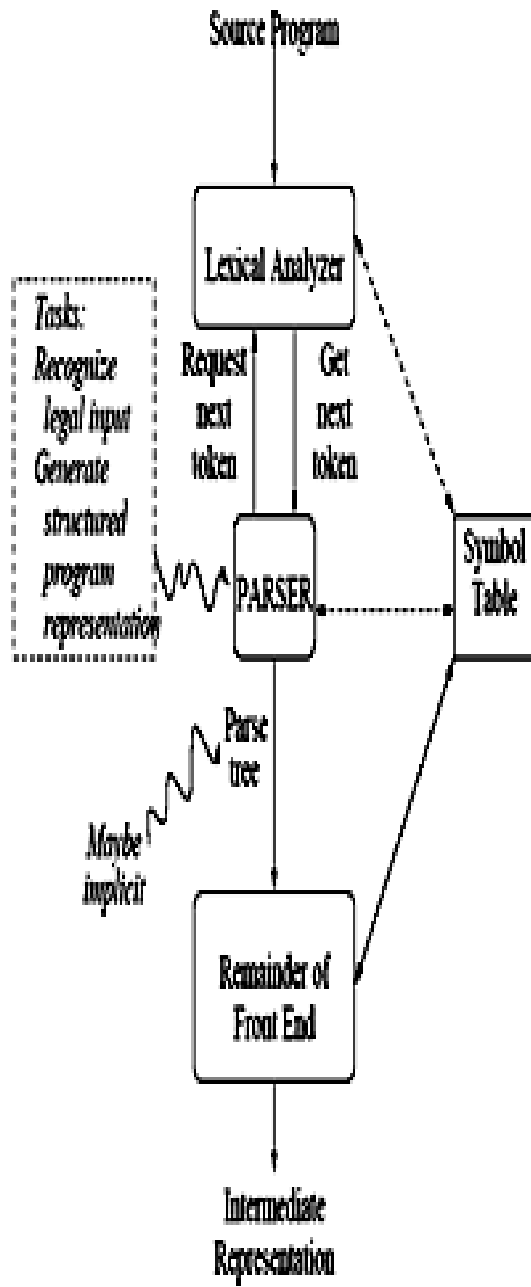 Source Program
Lexical Analyzer
Tasks:
Recognize
legal input
Generate
structured
program
representation
Request
next
token
Get
next
token
PARSER
Symbol
Table
Parse
tree
Maybe
implicit
Remainder of
Front End
Intermediate
Representation